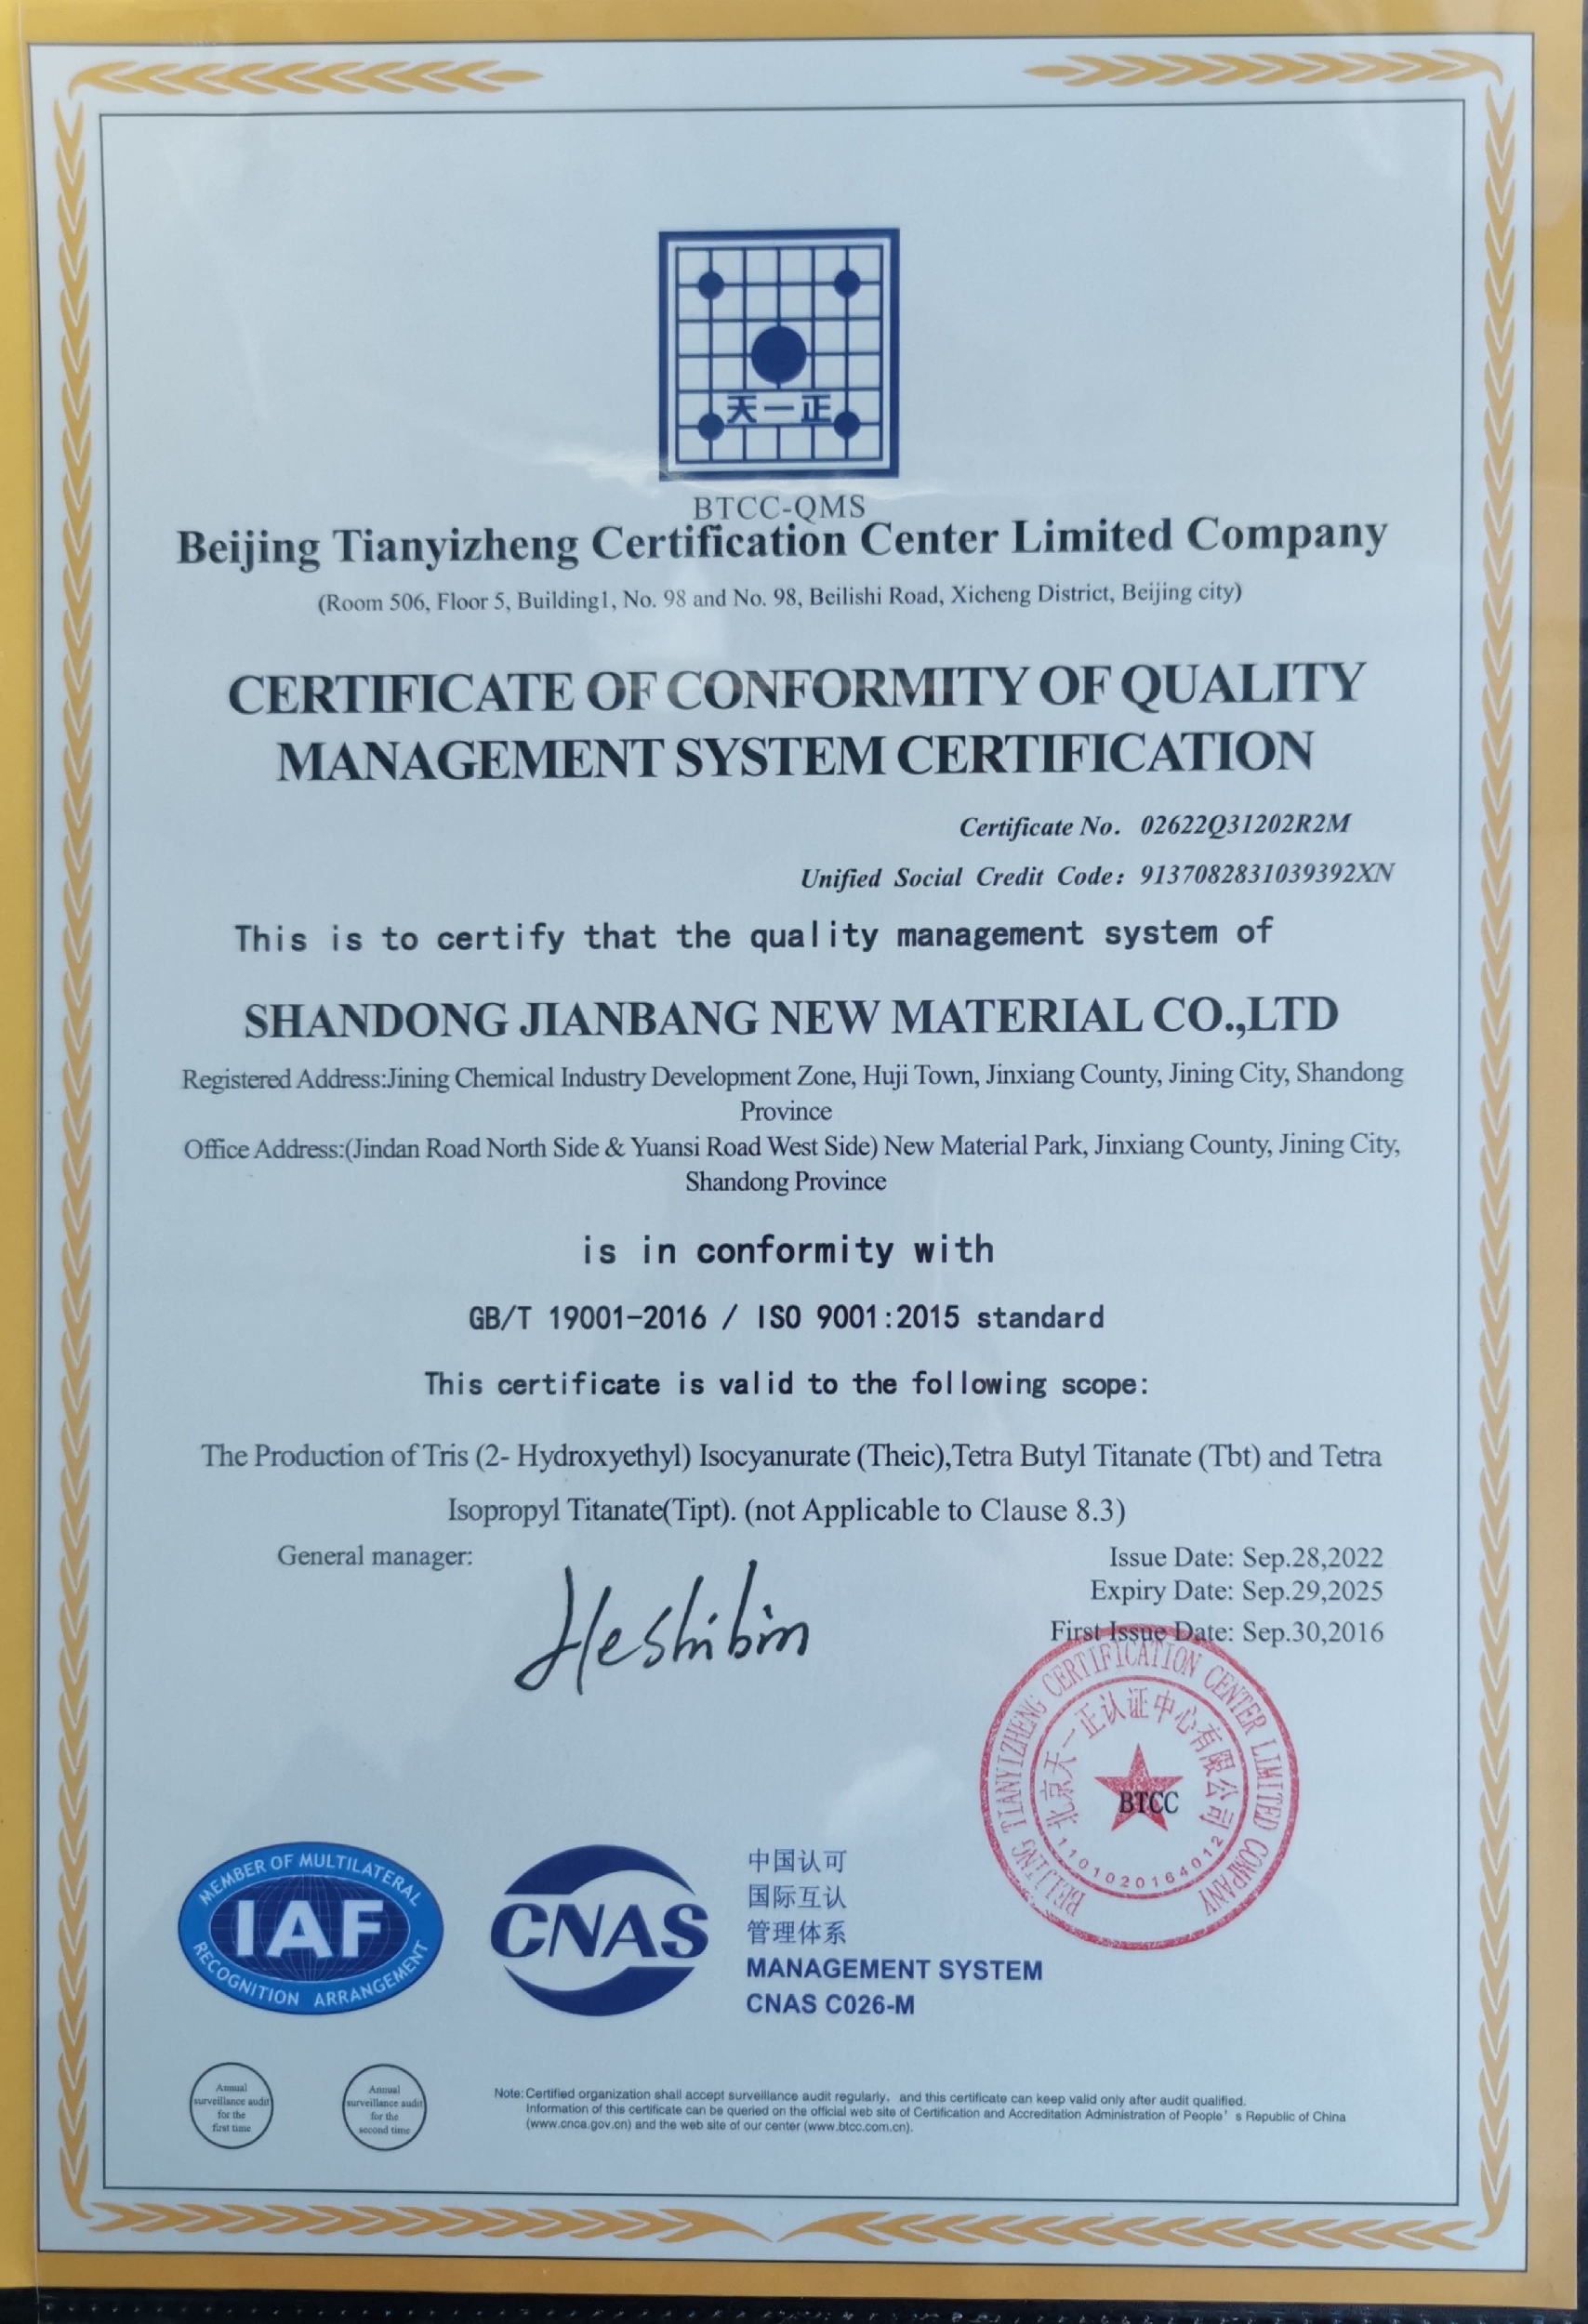 天一正
BTCC-QMS
Beijing Tianyizheng Certification Center Limited Company
(Room 506, Floor 5, Building1, No. 98 and No. 98, Beilishi Road, Xicheng District, Beijing city)
CERTIFICATE OF CONFORMITY OF QUALITY
MANAGEMENT SYSTEM CERTIFICATION
Certificate No. 02622Q31202R2M
Unified Social Credit Code: 9137082831039392XN
This is to certify that the quality management system of
SHANDONG JIANBANG NEW MATERIAL CO.,LTD
Registered Address:Jining Chemical Industry Development Zone, Huji Town, Jinxiang County, Jining City, Shandong
Province
Office Address:(Jindan Road North Side & Yuansi Road West Side) New Material Park, Jinxiang County, Jining City,
Shandong Province
is in conformity with
GB/T 19001-2016 / ISO 9001:2015 standard
This certificate is valid to the following scope:
The Production of Tris (2- Hydroxyethyl) Isocyanurate (Theic),Tetra Butyl Titanate (Tbt) and Tetra
Isopropyl Titanate(Tipt). (not Applicable to Clause 8.3)
General manager:
Heshibin
Issue Date: Sep.28,2022
Expiry Date: Sep.29,2025
First Issue Date: Sep.30,2016
BEIJING TIANYIZHENG CERTIFICATION CENTER LIMITED COMPANY
北京天一正认证中心有限公司
BTCC
1101020164012
MEMBER OF MULTILATERAL
IAF
RECOGNITION ARRANGEMENT
CNAS
中国认可
国际互认
管理体系
MANAGEMENT SYSTEM
CNAS C026-M
Annual
surveillance audit
for the
first time
Annual
surveillance audit
for the
second time
Note: Certified organization shall accept surveillance audit regularly, and this certificate can keep valid only after audit qualified.
Information of this certificate can be queried on the official web site of Certification and Accreditation Administration of People's Republic of China
(www.cnca.gov.cn) and the web site of our center (www.btcc.com.cn).